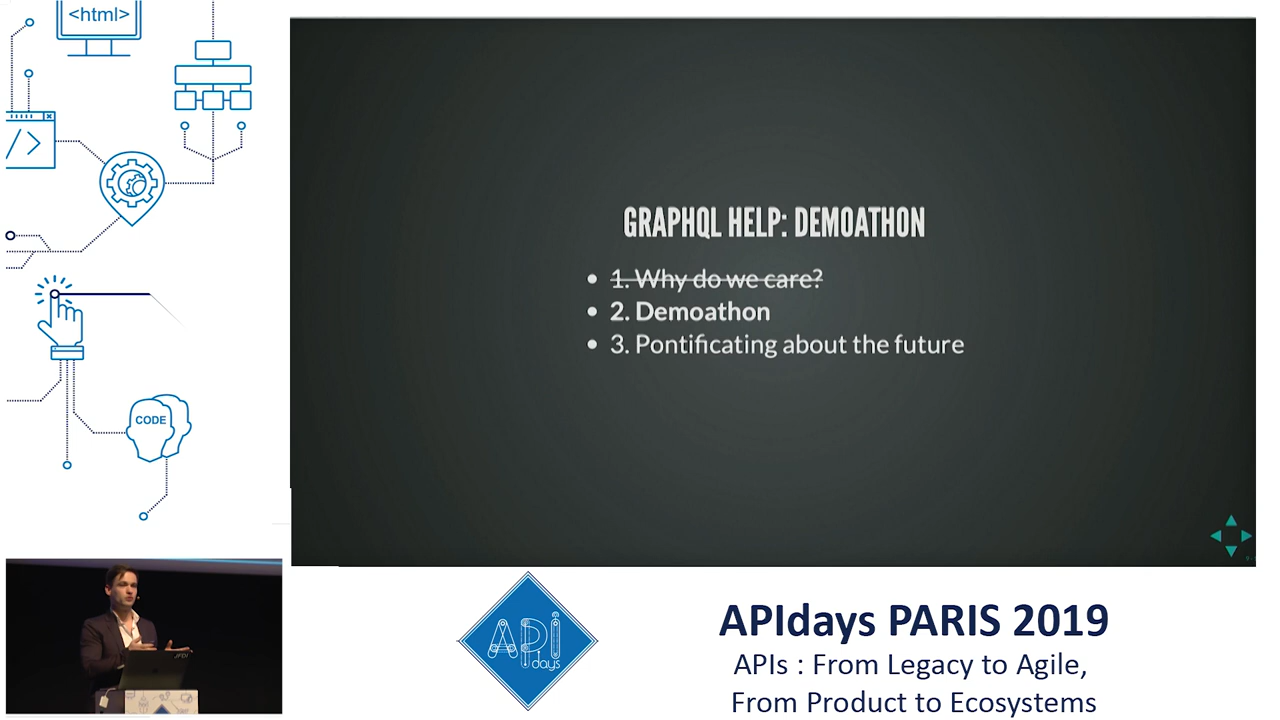 <html>
</>
CODE
GRAPHQL HELP: DEMOATHON
• 1. Why do we care?
• 2. Demoathon
• 3. Pontificating about the future
API
days
APIdays PARIS 2019
APIs : From Legacy to Agile,
From Product to Ecosystems